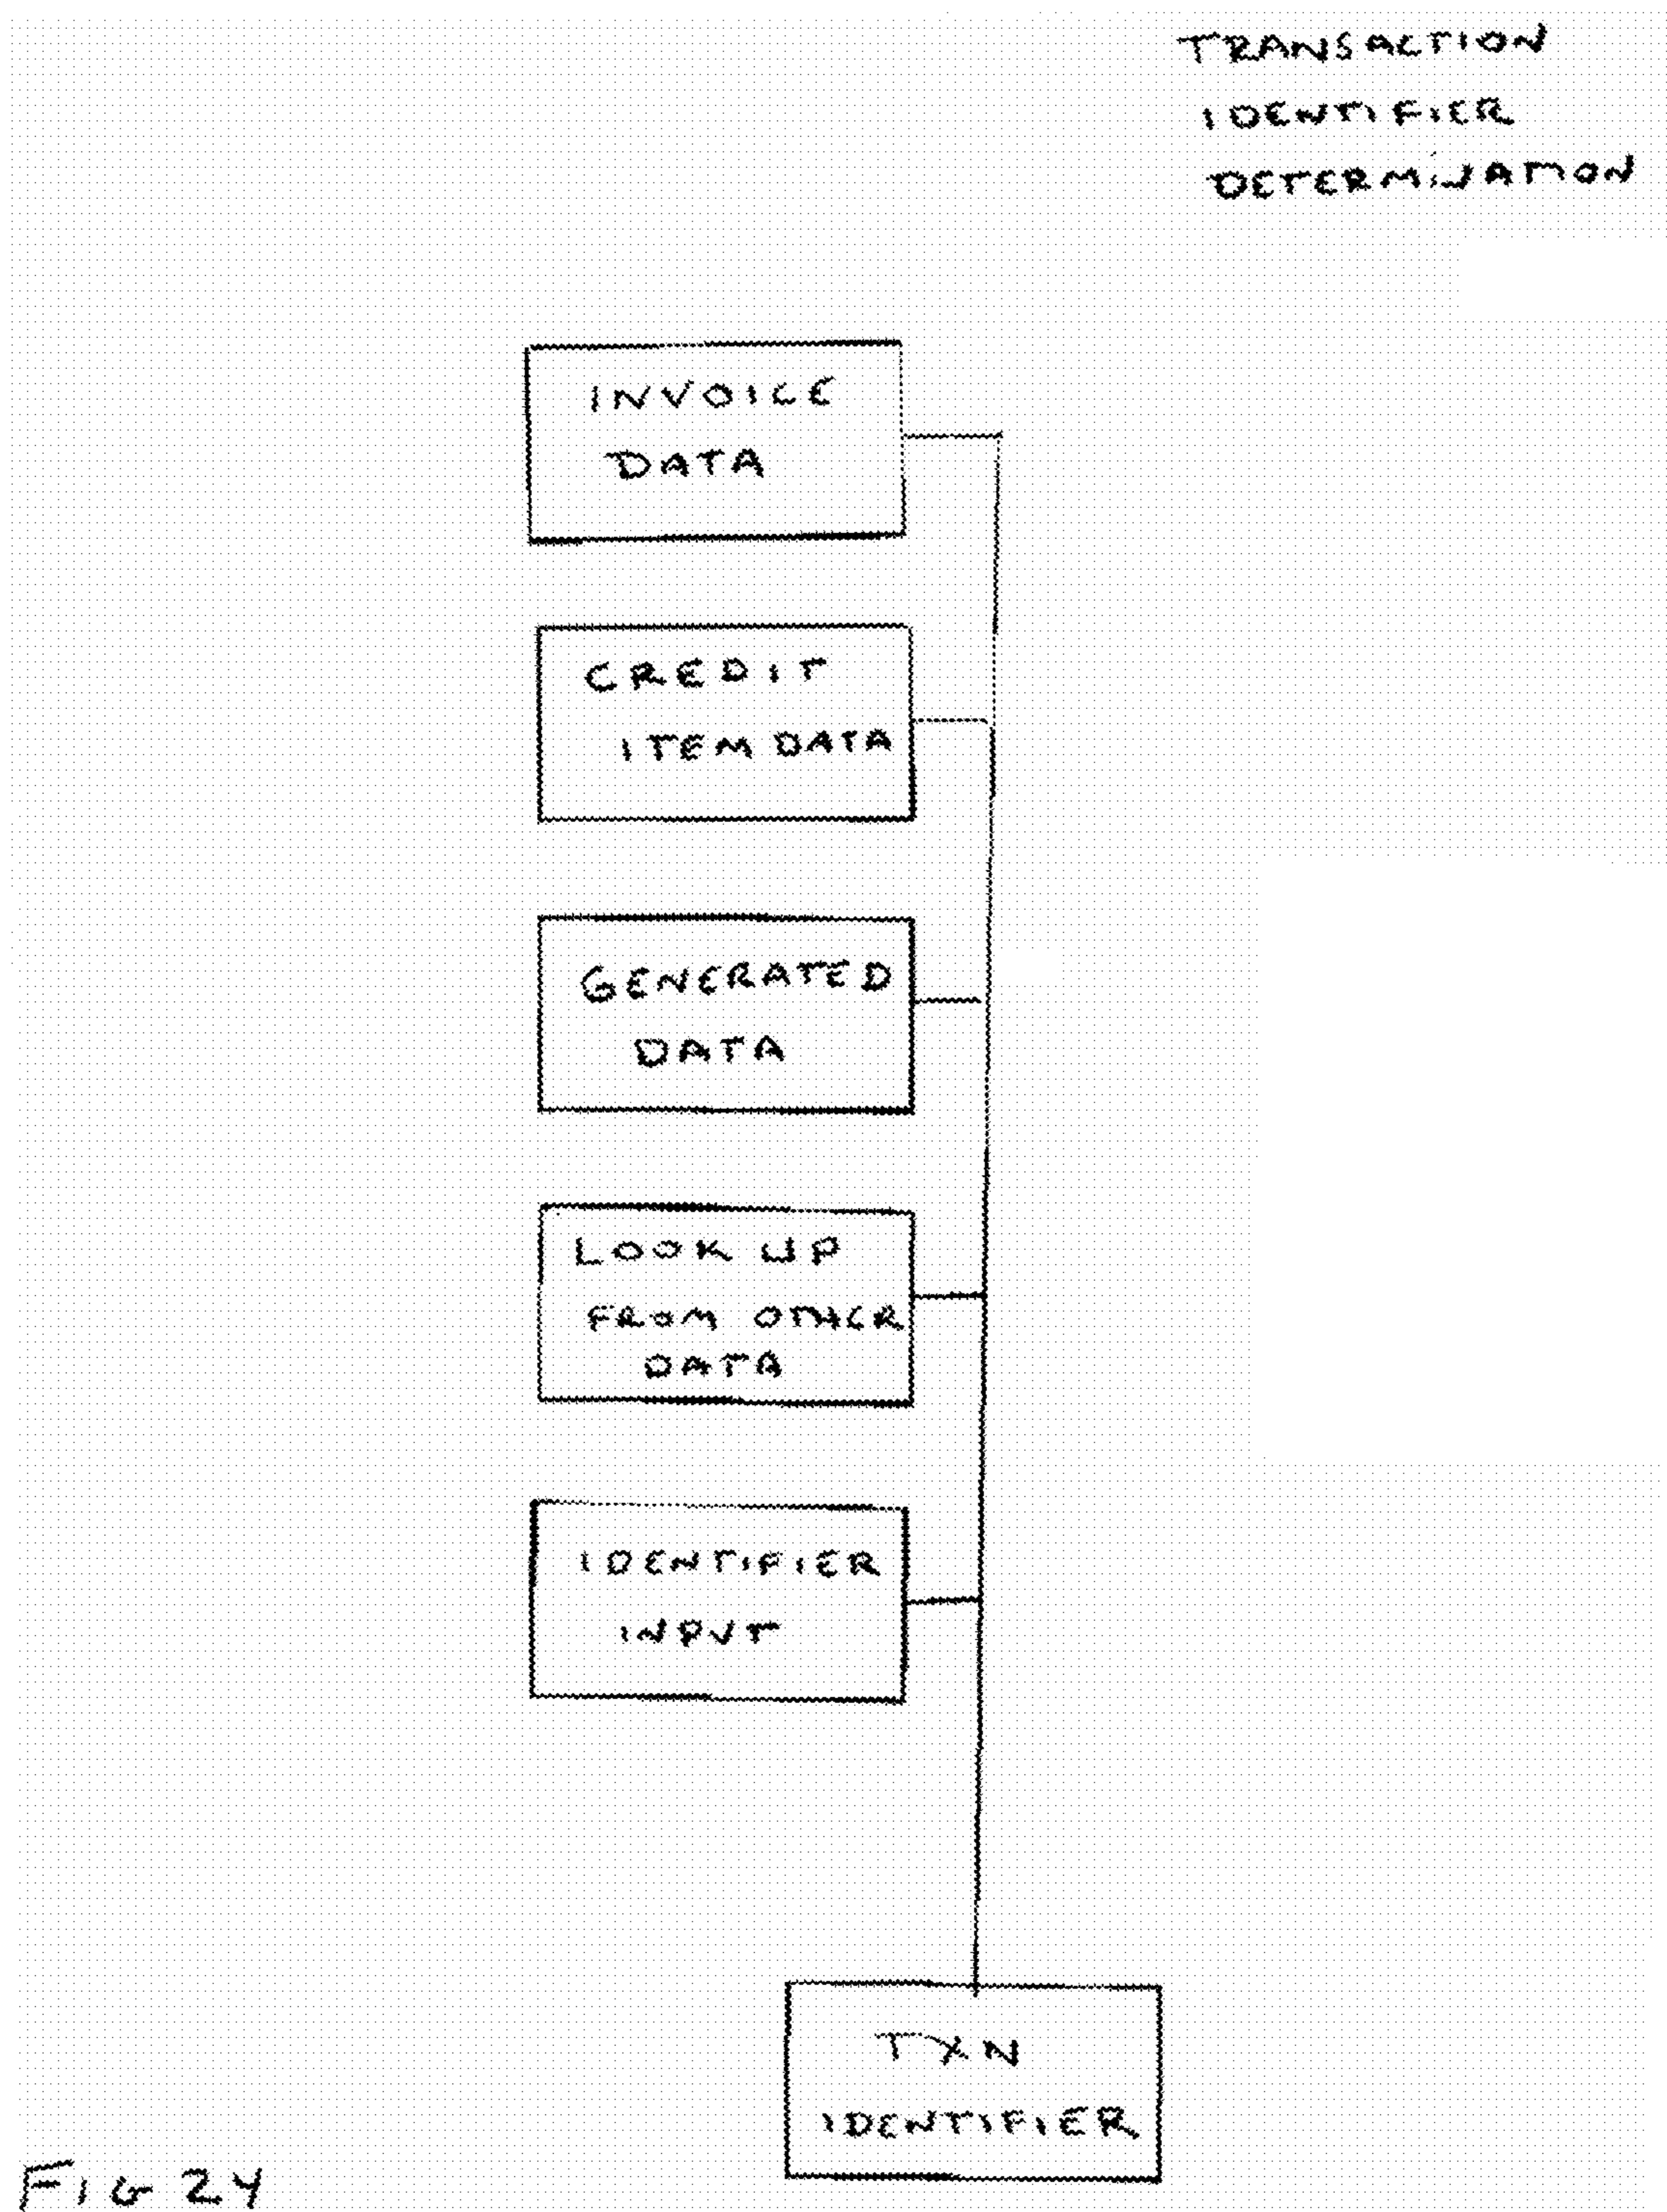 TRANSACTION
IDENTIFIER
DETERMINATION
INVOICE
DATA
CREDIT
ITEM DATA
GENERATED
DATA
LOOK UP
FROM OTHER
DATA
IDENTIFIER
INPUT
TXN
IDENTIFIER
FIG 24